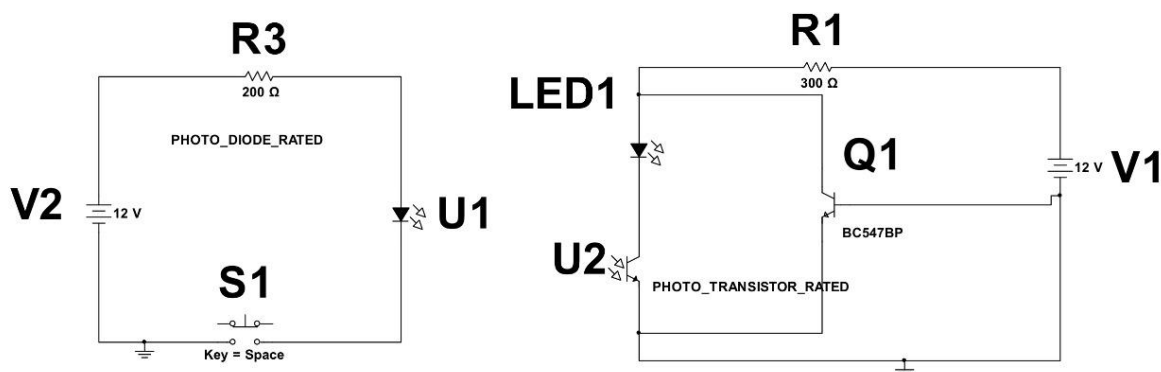 R3
200 Ω
PHOTO_DIODE_RATED
V2
12 V
U1
S1
Key = Space
R1
300 Ω
LED1
Q1
12 V
V1
BC547BP
U2
PHOTO_TRANSISTOR_RATED